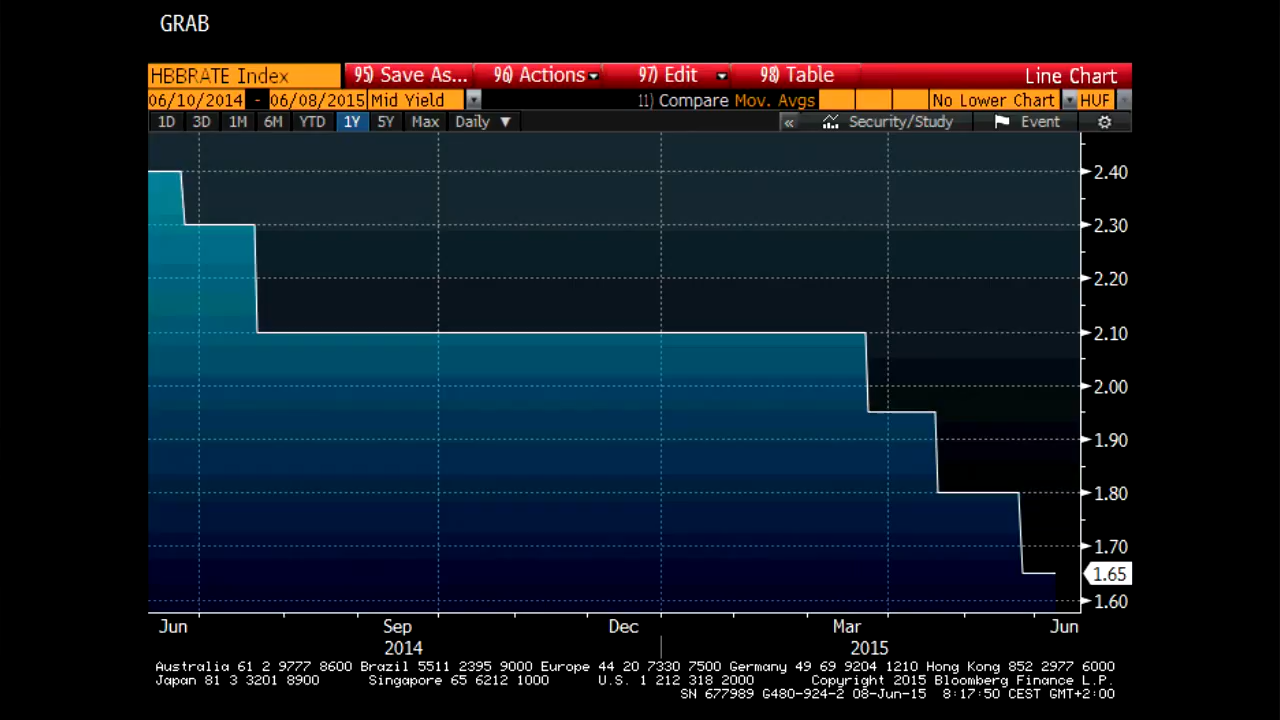 GRAB
HBBRATE Index 95) Save As... 96) Actions 97) Edit 98) Table Line Chart
06/10/2014 - 06/08/2015 Mid Yield 11) Compare Mov. Avgs No Lower Chart HUF
1D 3D 1M 6M YTD 1Y 5Y Max Daily ▼ « Security/Study Event
2.40
2.30
2.20
2.10
2.00
1.90
1.80
1.70
1.65
1.60
Jun Sep Dec Mar Jun
2014 2015
Australia 61 2 9777 8600 Brazil 5511 2395 9000 Europe 44 20 7330 7500 Germany 49 69 9204 1210 Hong Kong 852 2977 6000
Japan 81 3 3201 8900 Singapore 65 6212 1000 U.S. 1 212 318 2000 Copyright 2015 Bloomberg Finance L.P.
SN 677989 G480-924-2 08-Jun-15 8:17:50 CEST GMT+2:00